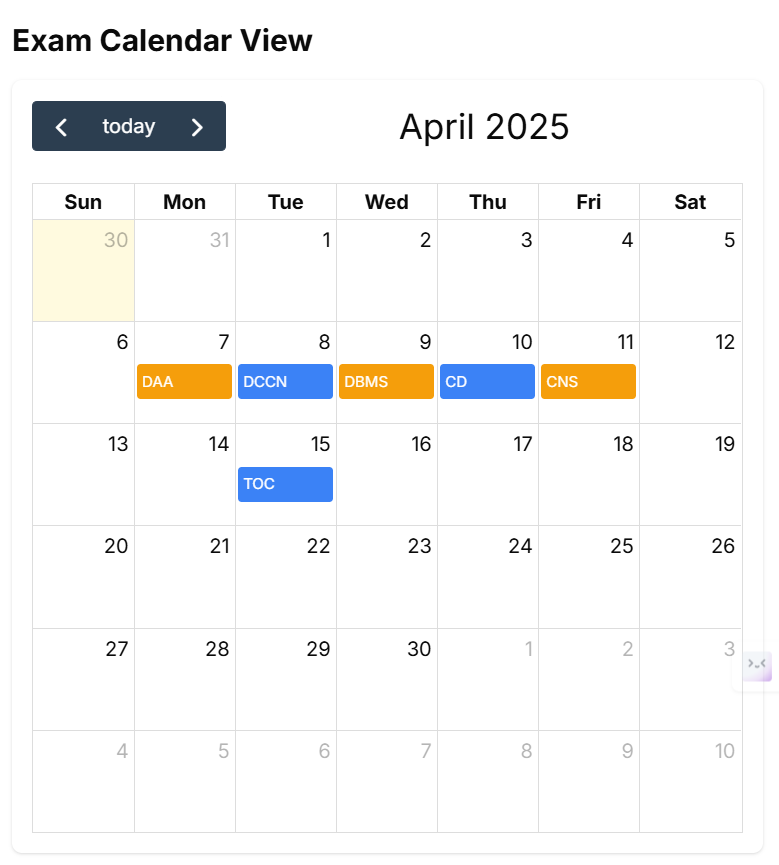 Exam Calendar View
today
April 2025
Sun Mon Tue Wed Thu Fri Sat
30 31 1 2 3 4 5
6 7 8 9 10 11 12
DAA DCCN DBMS CD CNS
13 14 15 16 17 18 19
TOC
20 21 22 23 24 25 26
27 28 29 30 1 2 3
4 5 6 7 8 9 10